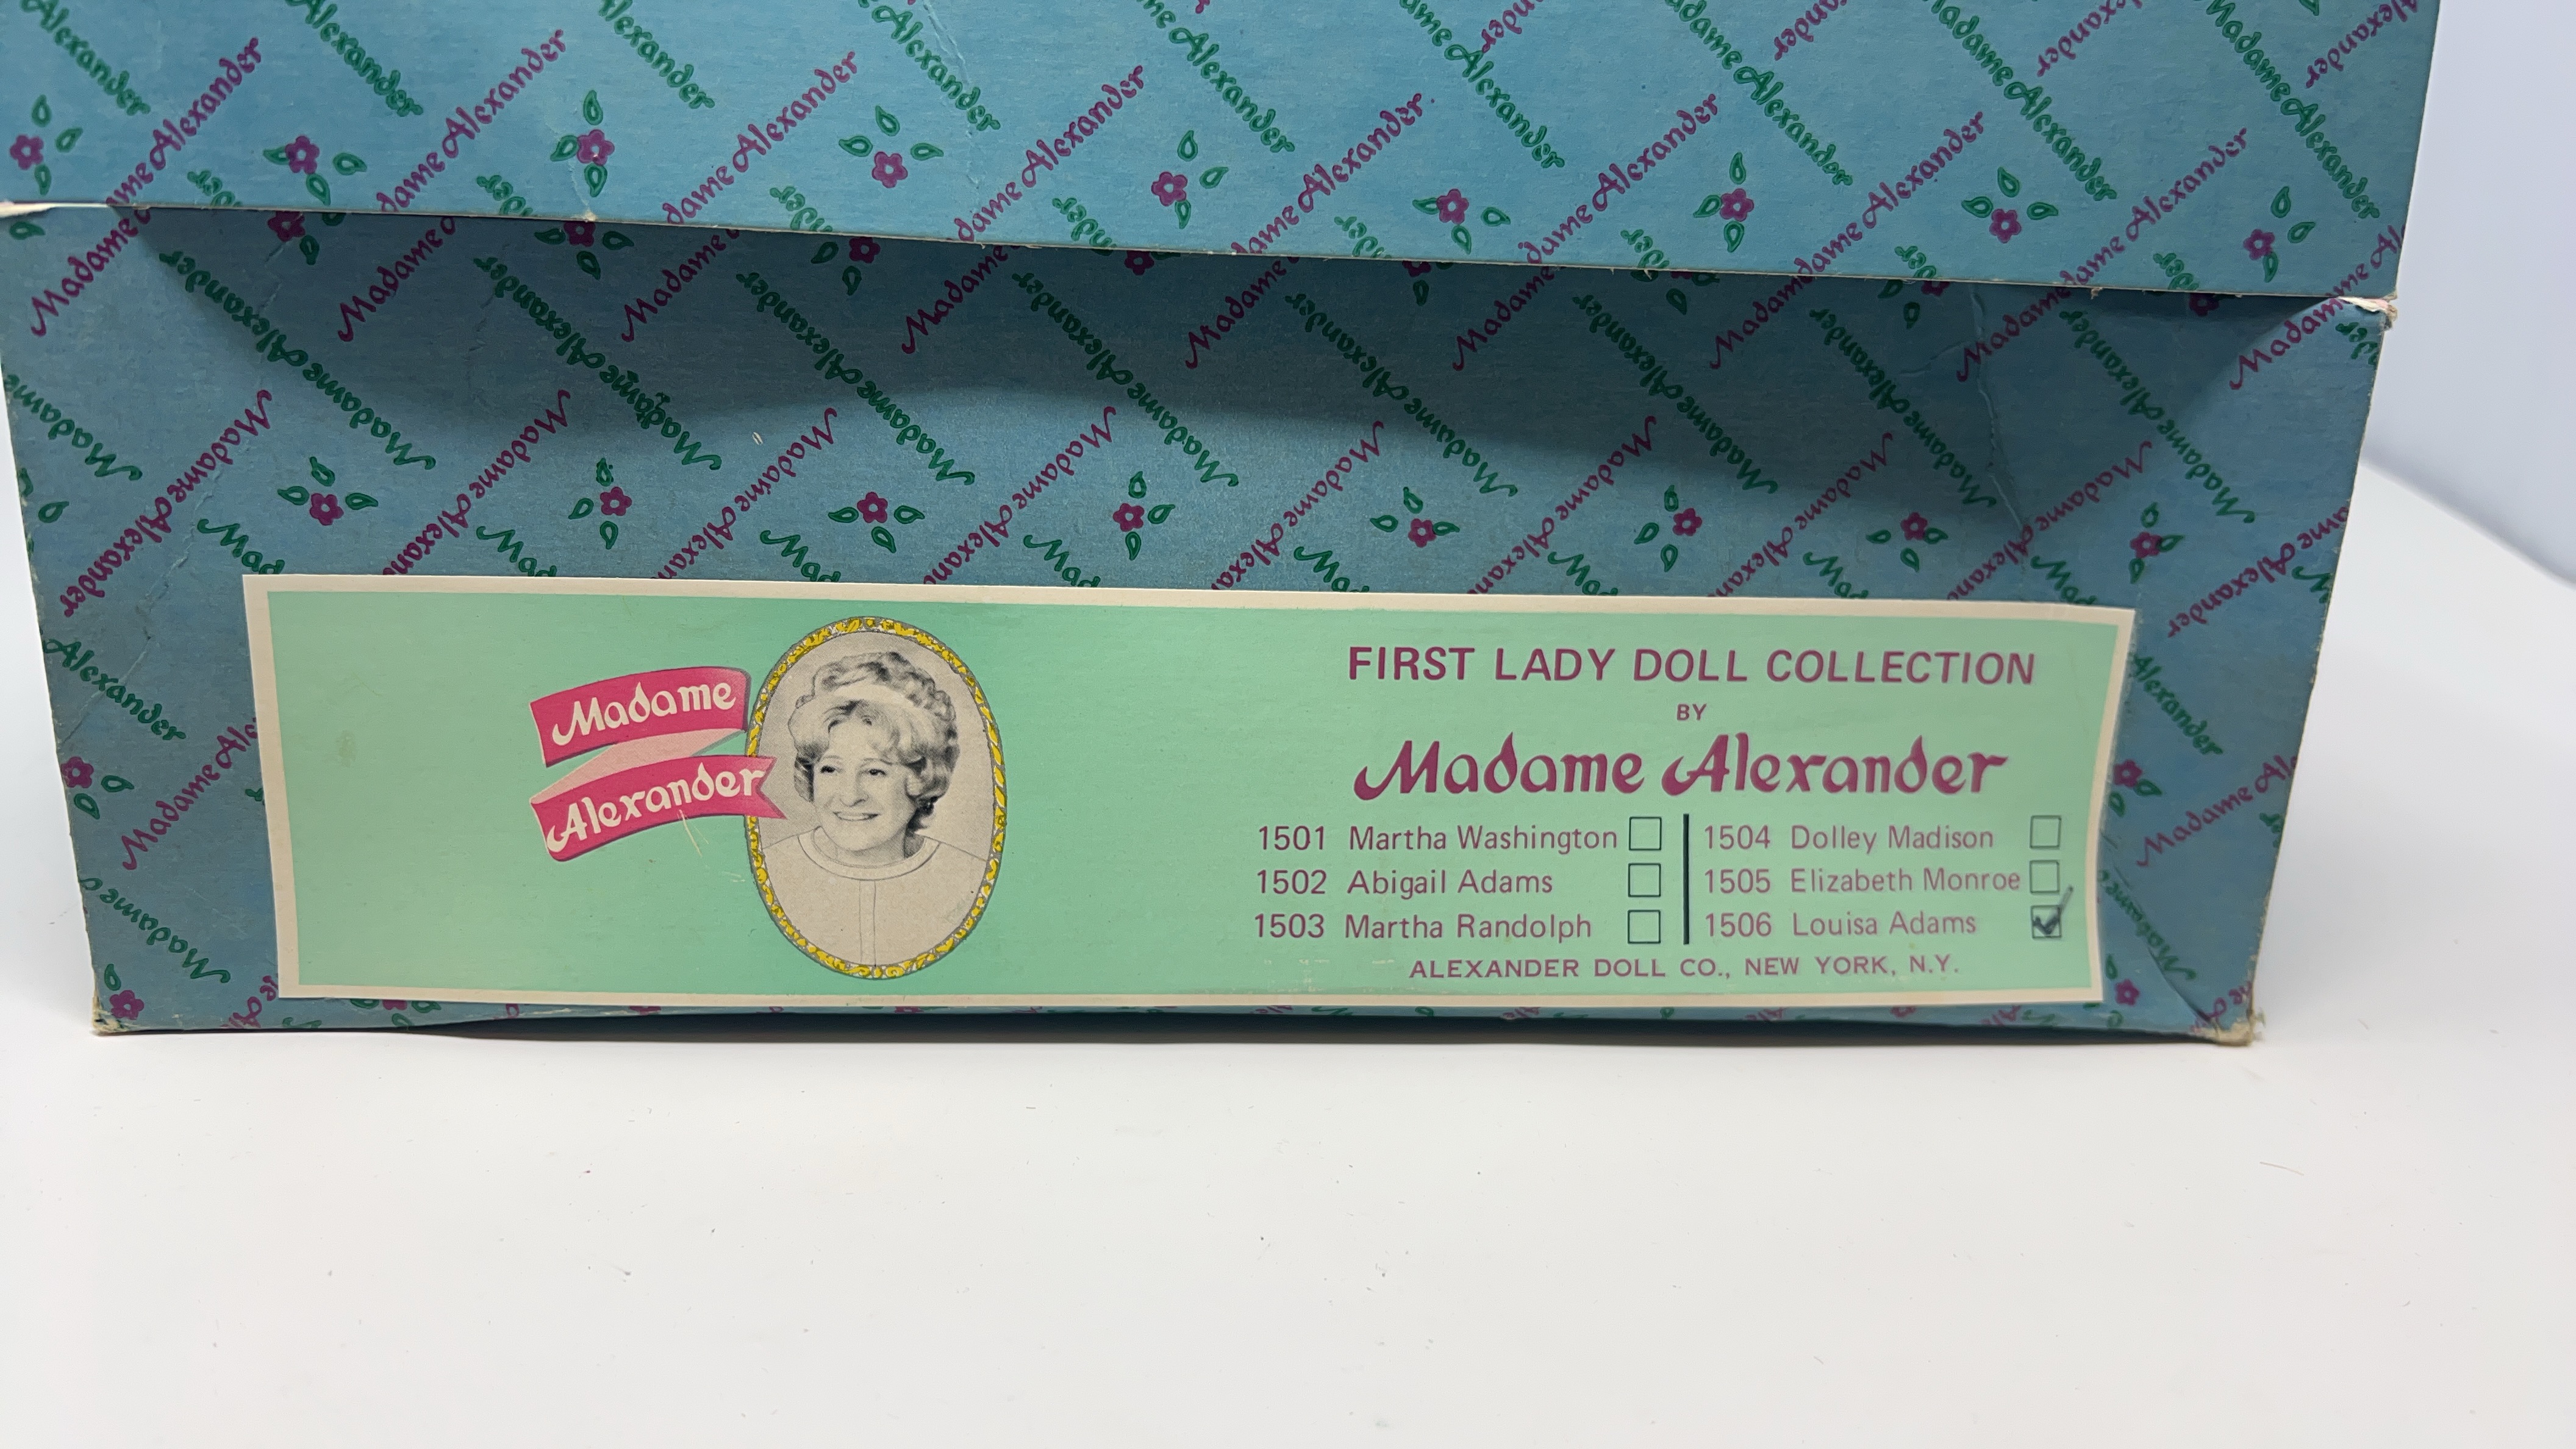 Madame
Alexander
FIRST LADY DOLL COLLECTION
BY
Madame Alexander
1501 Martha Washington
1502 Abigail Adams
1503 Martha Randolph
1504 Dolley Madison
1505 Elizabeth Monroe
1506 Louisa Adams
ALEXANDER DOLL CO., NEW YORK, N.Y.